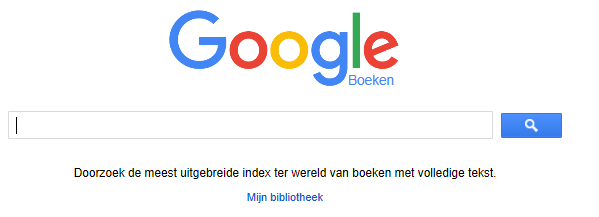 Google
Boeken
Doorzoek de meest uitgebreide index ter wereld van boeken met volledige tekst.
Mijn bibliotheek